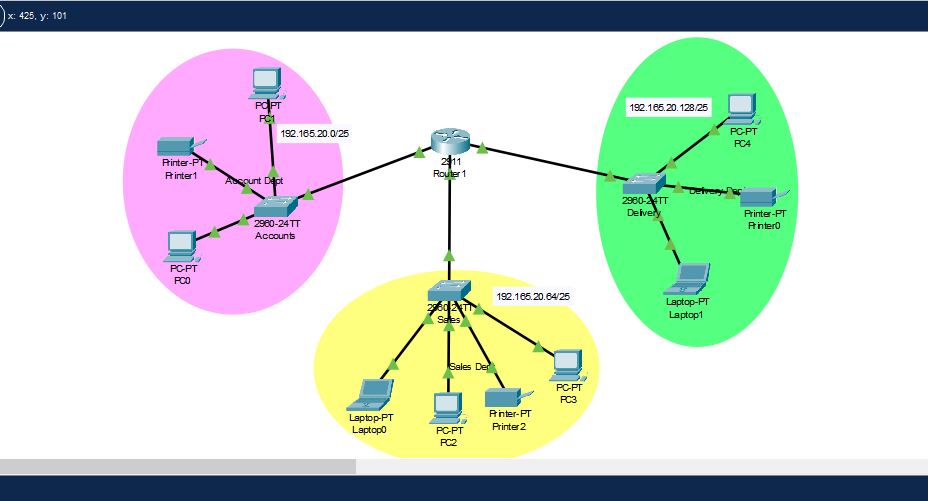 x: 425, y: 101
PC-PT
PC1
192.165.20.0/25
Printer-PT
Printer1
Account Dept
2960-24TT
Accounts
PC-PT
PC0
2911
Router1
192.165.20.128/25
PC-PT
PC4
2960-24TT
Delivery
Delivery Dep
Printer-PT
Printer0
Laptop-PT
Laptop1
192.165.20.64/25
2960-24TT
Sales
Sales Dep
Laptop-PT
Laptop0
PC-PT
PC2
Printer-PT
Printer2
PC-PT
PC3